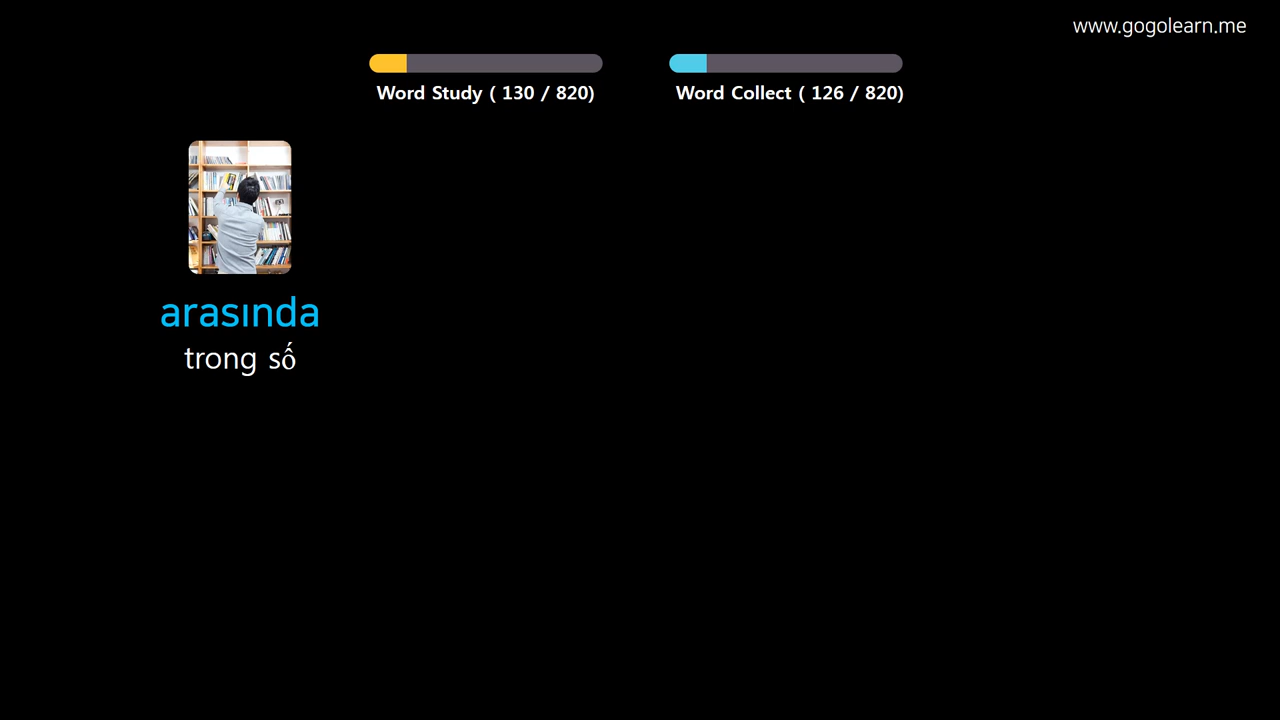 www.gogolearn.me
Word Study ( 130 / 820)
Word Collect ( 126 / 820)
arasında
trong số